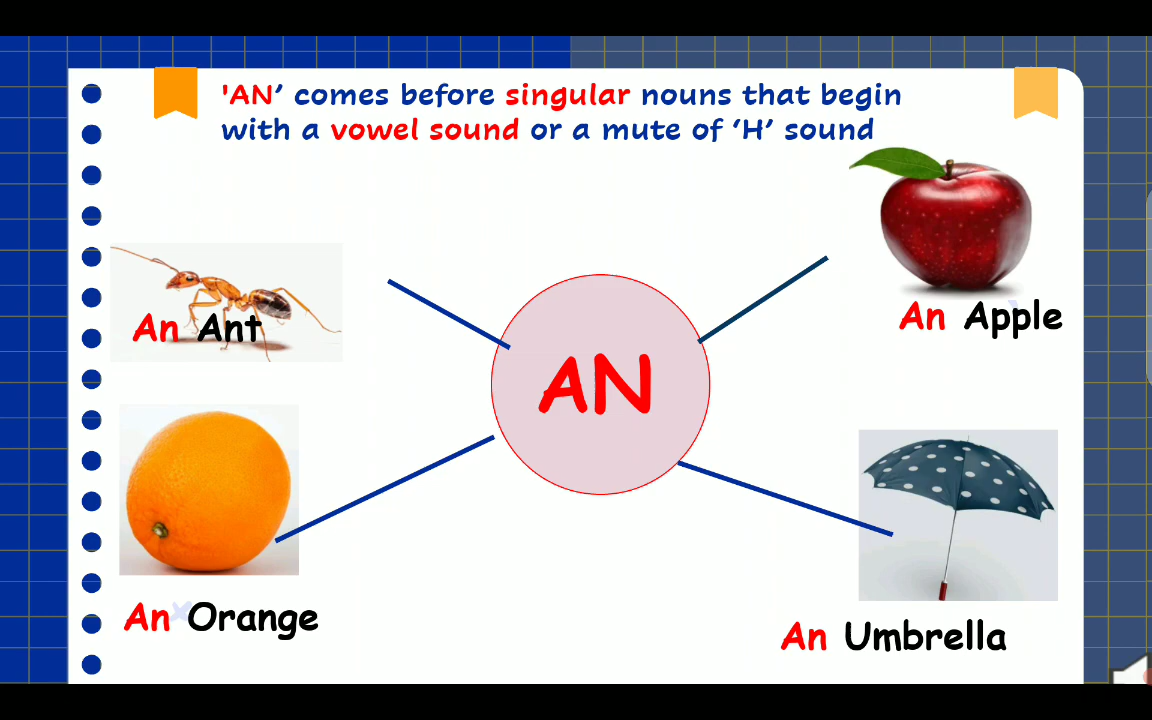 'AN’ comes before singular nouns that begin
with a vowel sound or a mute of ‘H’ sound
An Ant
An Apple
AN
An Orange
An Umbrella